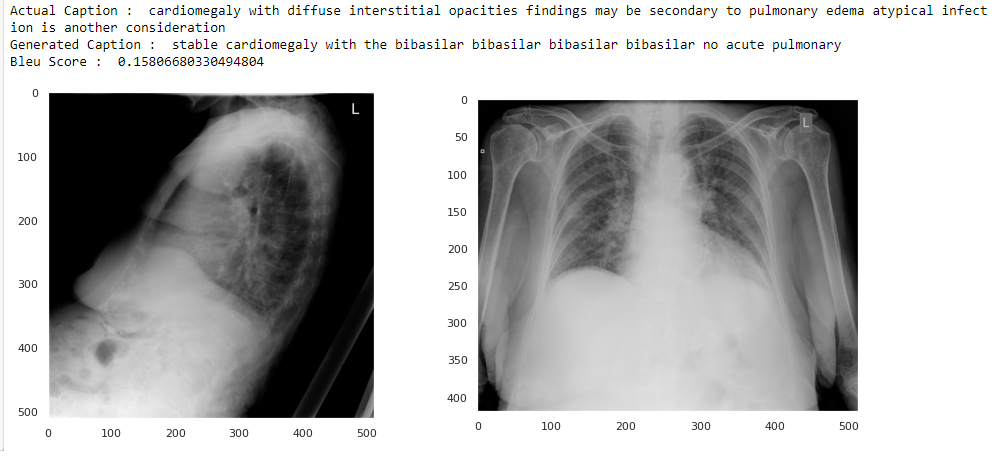 Actual Caption :  cardiomegaly with diffuse interstitial opacities findings may be secondary to pulmonary edema atypical infect
ion is another consideration
Generated Caption :  stable cardiomegaly with the bibasilar bibasilar bibasilar bibasilar no acute pulmonary
Bleu Score :  0.15806680330494804
0
100
200
300
400
500
0 100 200 300 400 500
L
0
50
100
150
200
250
300
350
400
0 100 200 300 400 500
L